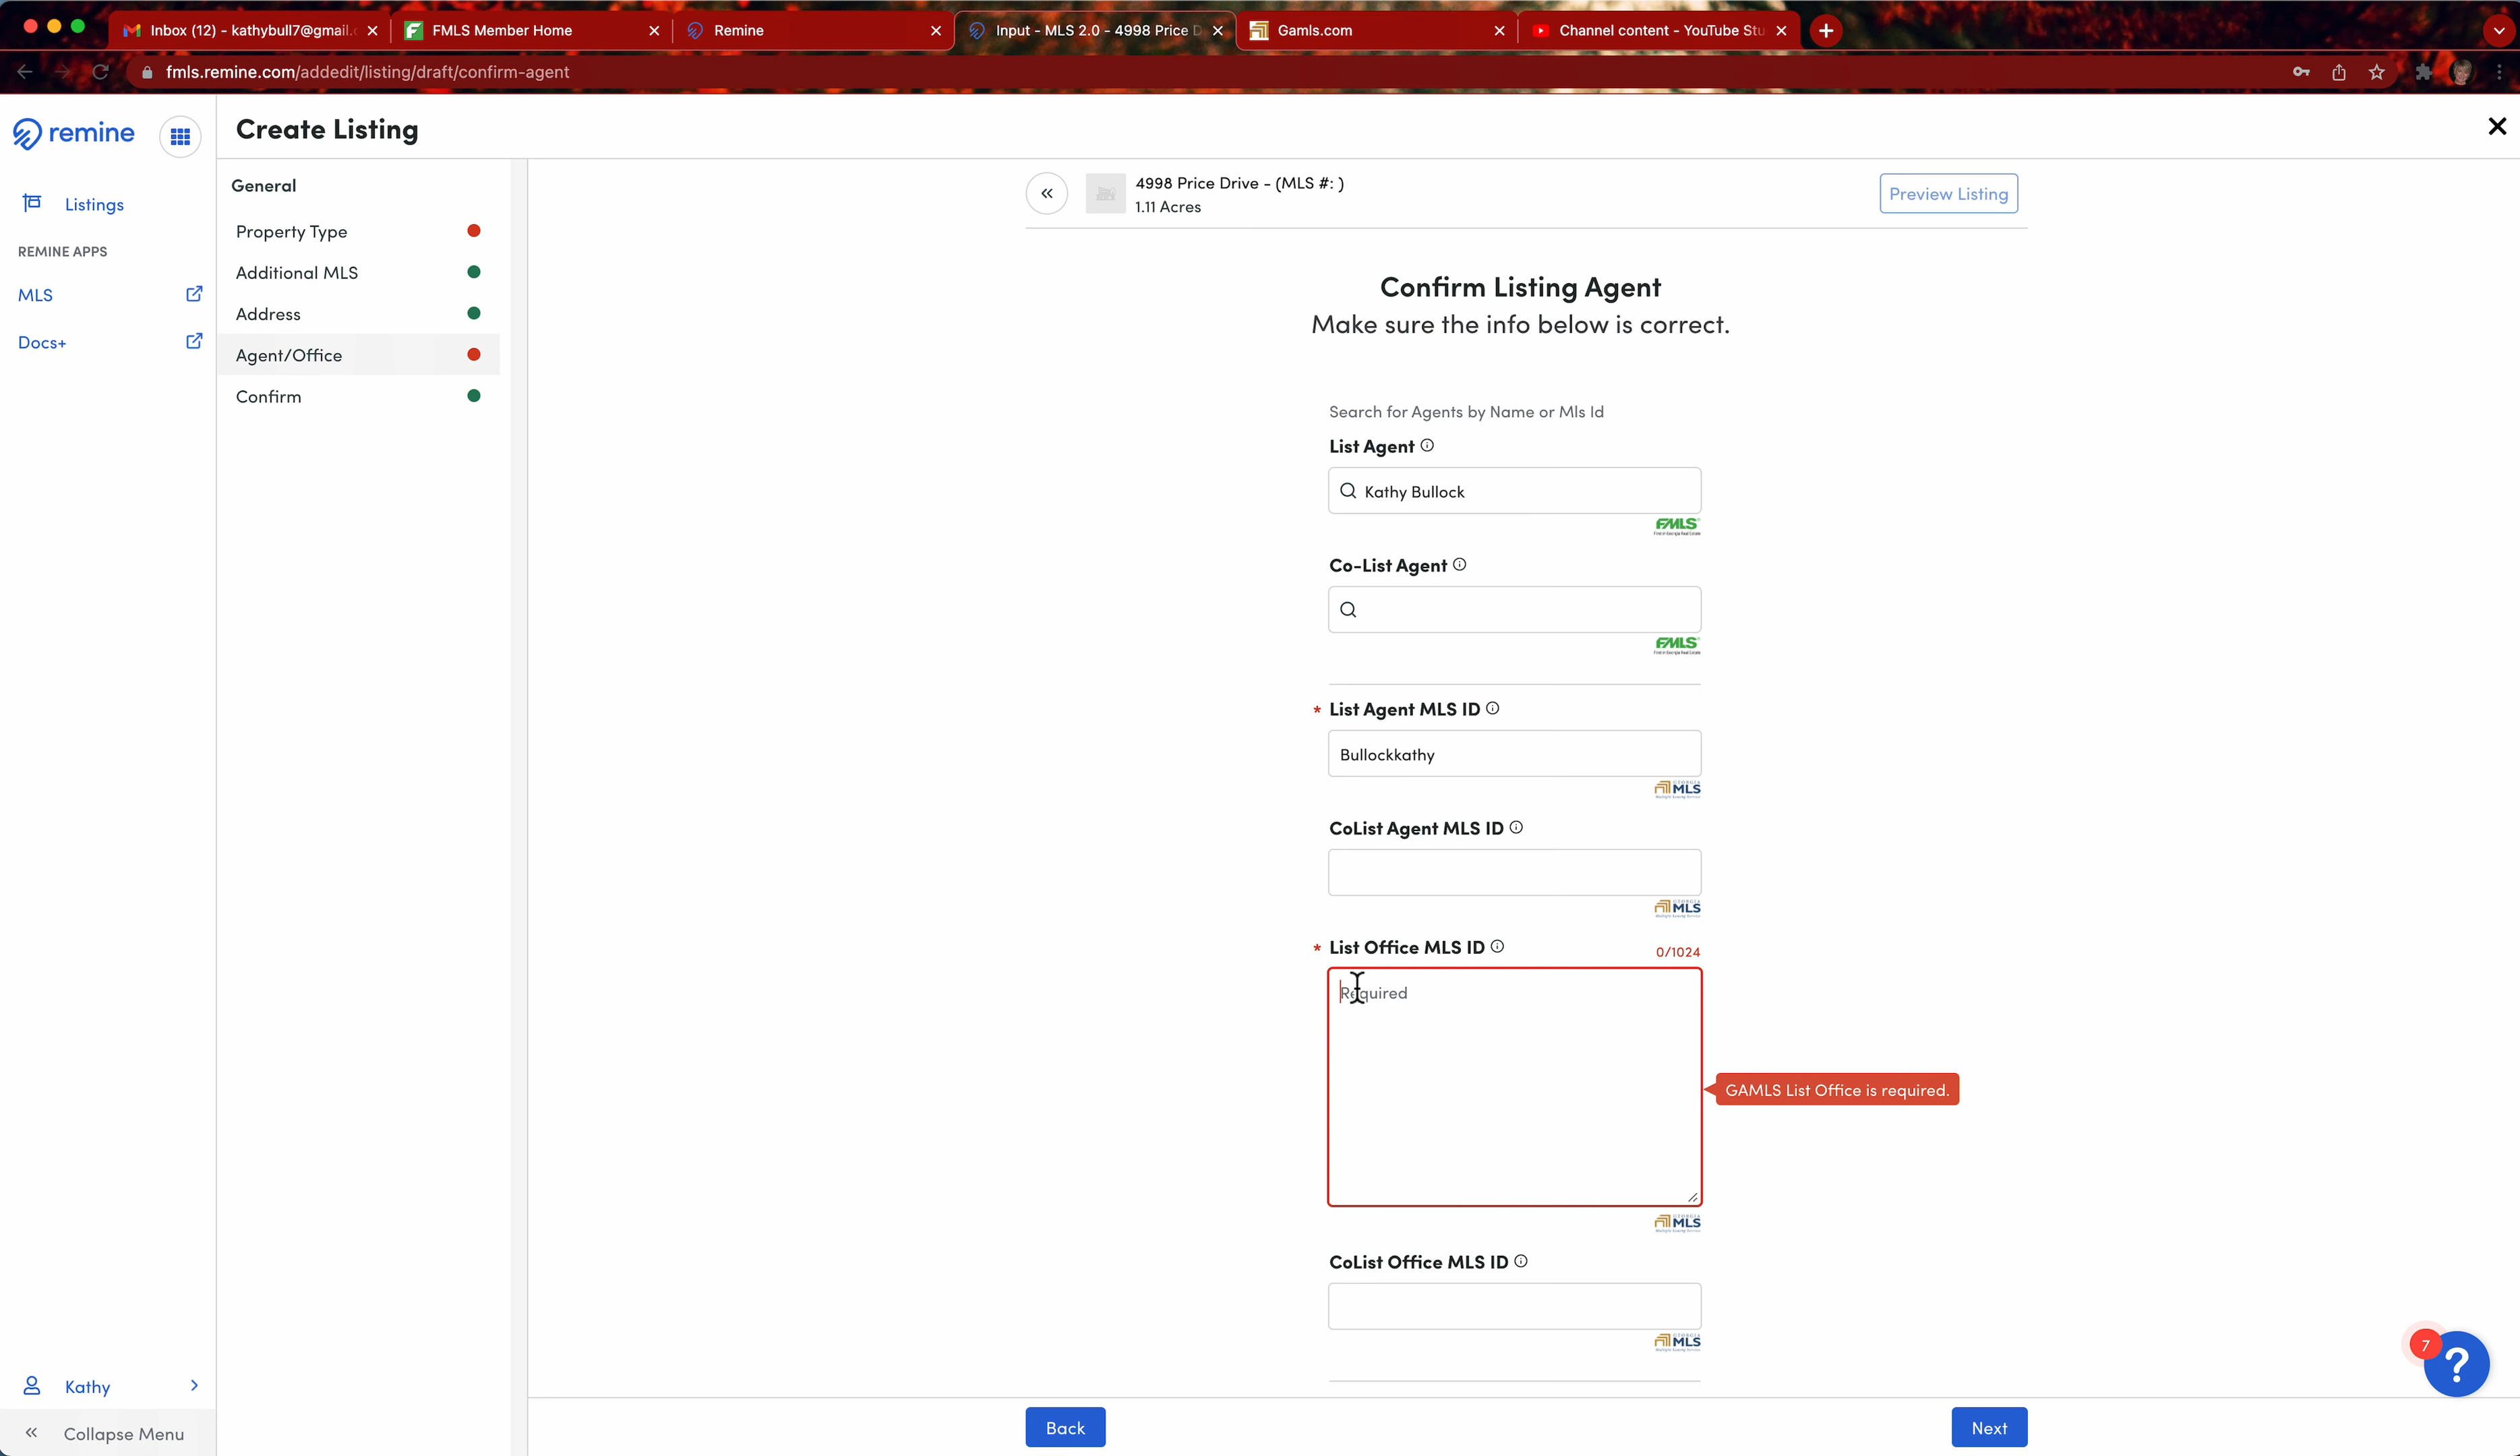 Inbox (12) - kathybull7@gmail.c
FMLS Member Home
Remine
Input - MLS 2.0 - 4998 Price D
Gamls.com
Channel content - YouTube Stu
fmls.remine.com/addedit/listing/draft/confirm-agent
remine
Create Listing
Listings
REMINE APPS
MLS
Docs+
General
Property Type
Additional MLS
Address
Agent/Office
Confirm
4998 Price Drive - (MLS #: )
1.11 Acres
Preview Listing
Confirm Listing Agent
Make sure the info below is correct.
Search for Agents by Name or Mls Id
List Agent
Kathy Bullock
FMLS
Co-List Agent
FMLS
* List Agent MLS ID
Bullockkathy
GEORGIA
MLS
CoList Agent MLS ID
GEORGIA
MLS
* List Office MLS ID
0/1024
Required
GAMLS List Office is required.
GEORGIA
MLS
CoList Office MLS ID
GEORGIA
MLS
Kathy
Collapse Menu
Back
Next
7
?